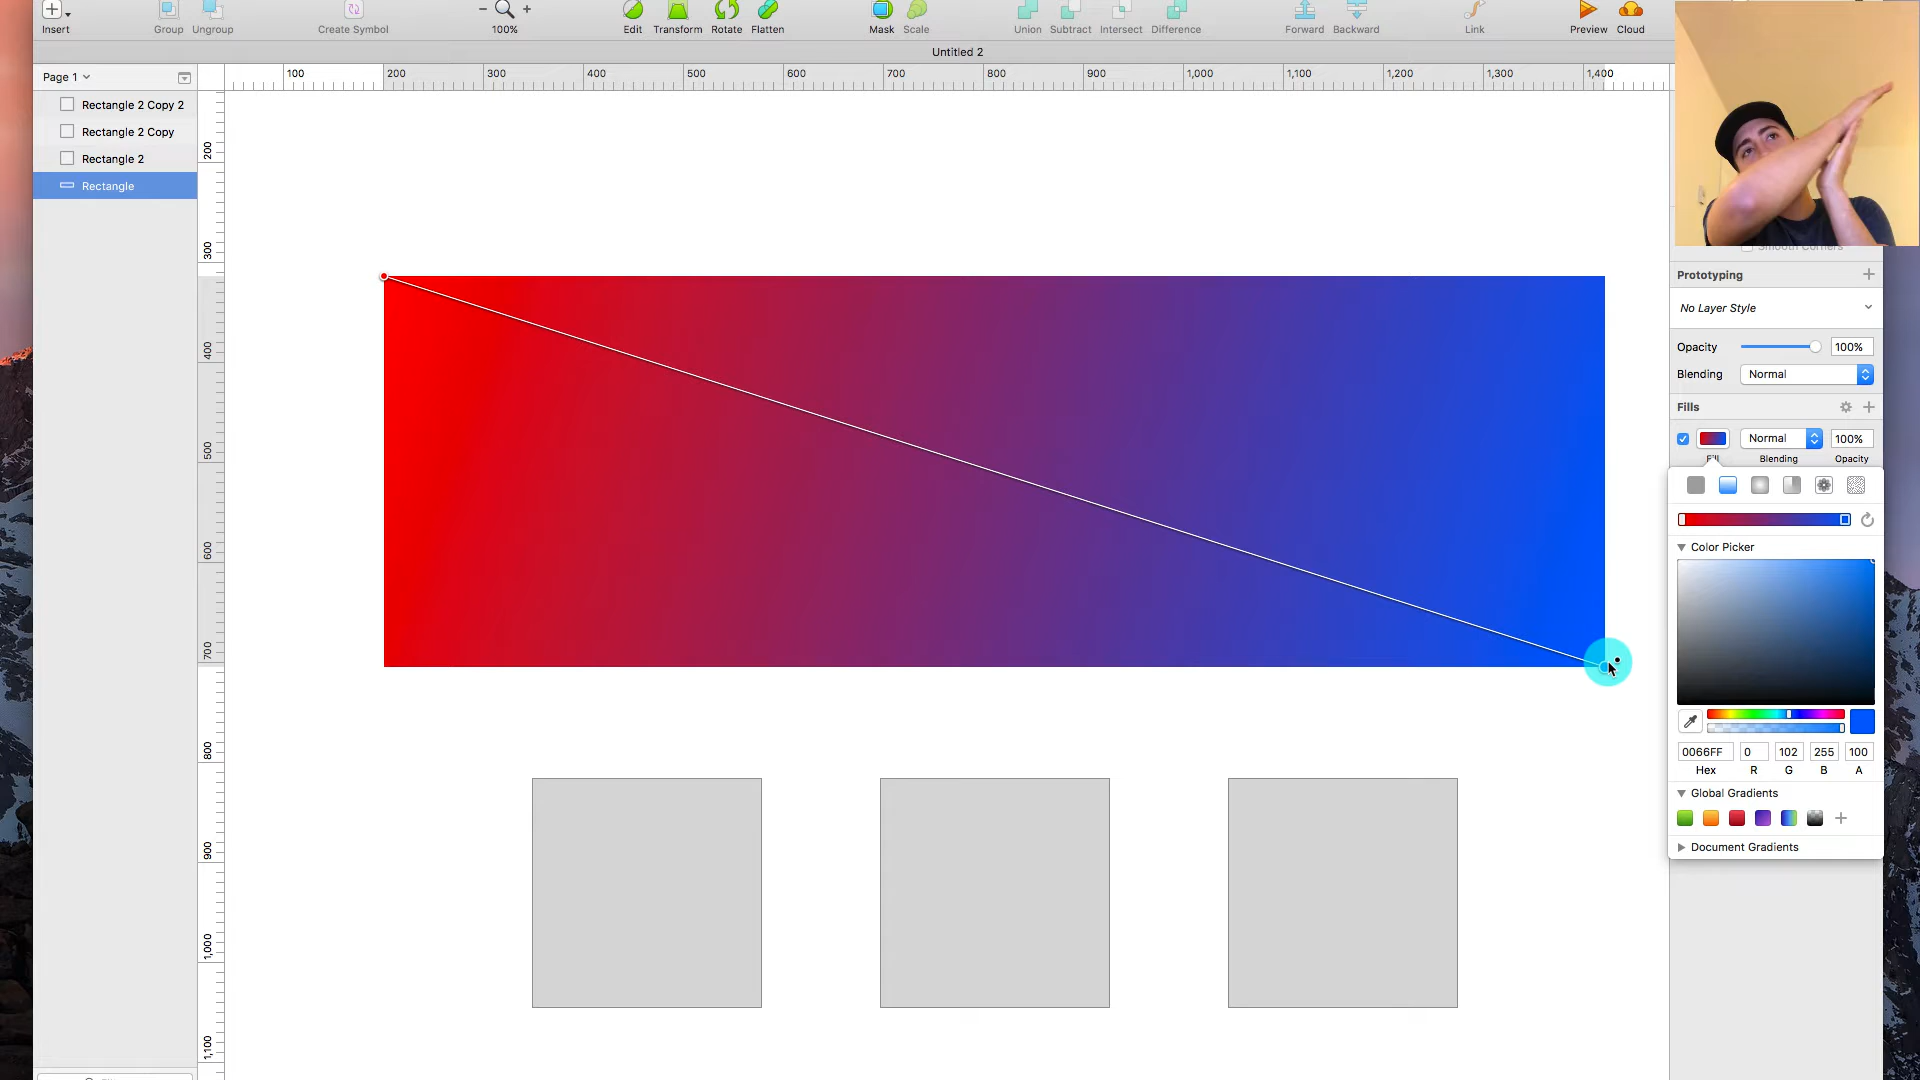 Insert
Group
Ungroup
Create Symbol
100%
Edit
Transform
Rotate
Flatten
Mask
Scale
Union
Subtract
Intersect
Difference
Forward
Backward
Link
Preview
Cloud
Untitled 2
Page 1
100
200
300
400
500
600
700
800
900
1,000
1,100
1,200
1,300
1,400
Rectangle 2 Copy 2
Rectangle 2 Copy
Rectangle 2
Rectangle
200
300
400
500
600
700
800
900
1,000
1,100
Smooth Corners
Prototyping
No Layer Style
Opacity
100%
Blending
Normal
Fills
Normal
100%
Fill
Blending
Opacity
Color Picker
0066FF
0
102
255
100
Hex
R
G
B
A
Global Gradients
Document Gradients